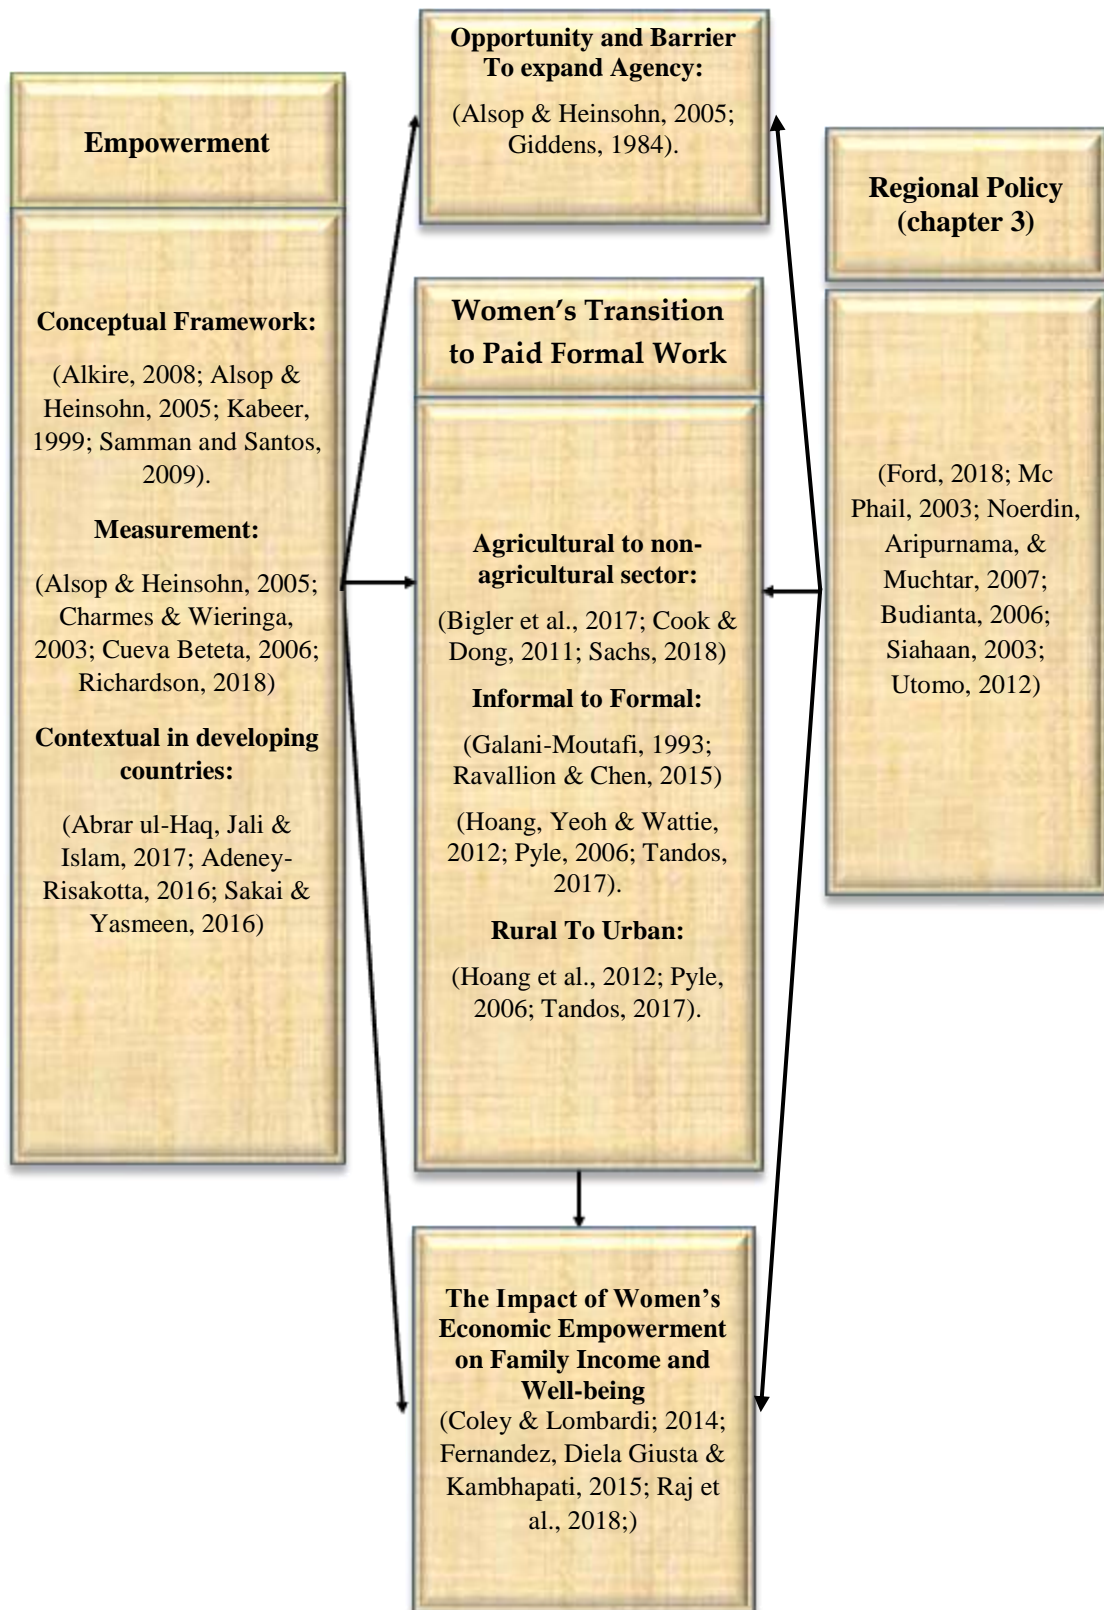 Empowerment
Conceptual Framework:
(Alkire, 2008; Alsop &
Heinsohn, 2005; Kabeer,
1999; Samman and Santos,
2009).
Measurement:
(Alsop & Heinsohn, 2005;
Charmes & Wieringa,
2003; Cueva Beteta, 2006;
Richardson, 2018)
Contextual in developing
countries:
(Abrar ul-Haq, Jali &
Islam, 2017; Adeney-
Risakotta, 2016; Sakai &
Yasmeen, 2016)
Opportunity and Barrier
To expand Agency:
(Alsop & Heinsohn, 2005;
Giddens, 1984).
Women’s Transition
to Paid Formal Work
Agricultural to non-
agricultural sector:
(Bigler et al., 2017; Cook &
Dong, 2011; Sachs, 2018)
Informal to Formal:
(Galani-Moutafi, 1993;
Ravallion & Chen, 2015)
(Hoang, Yeoh & Wattie,
2012; Pyle, 2006; Tandos,
2017).
Rural To Urban:
(Hoang et al., 2012; Pyle,
2006; Tandos, 2017).
The Impact of Women’s
Economic Empowerment
on Family Income and
Well-being
(Coley & Lombardi; 2014;
Fernandez, Diela Giusta &
Kambhapati, 2015; Raj et
al., 2018;)
Regional Policy
(chapter 3)
(Ford, 2018; Mc
Phail, 2003; Noerdin,
Aripurnama, &
Muchtar, 2007;
Budianta, 2006;
Siahaan, 2003;
Utomo, 2012)